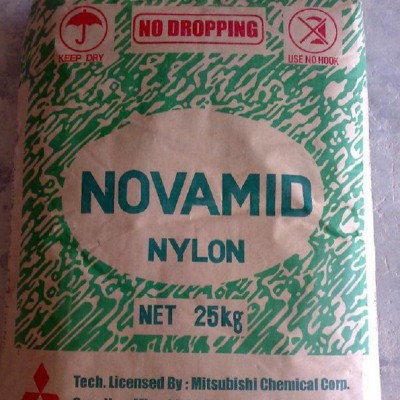 NO DROPPING
KEEP DRY
USE NO HOOK
NOVAMID
NYLON
NET 25kg
Tech. Licensed By : Mitsubishi Chemical Corp.